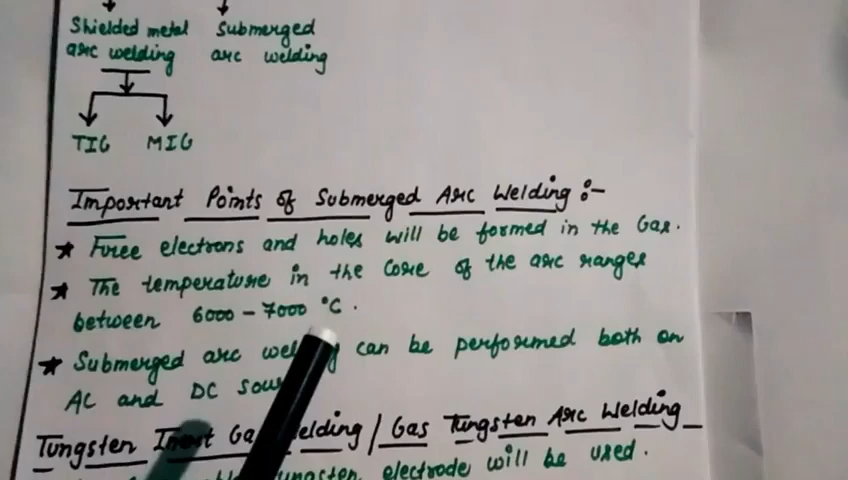 Shielded metal Submerged
arc welding arc welding
TIG MIG
Important Points of Submerged Arc Welding :-
★ Free electrons and holes will be formed in the Gas.
★ The temperature in the core of the arc ranges
between 6000 - 7000 °C.
★ Submerged arc can be performed both on
AC and DC
Tungsten Inert Gas Welding / Gas Tungsten Arc Welding
tungsten electrode will be used.